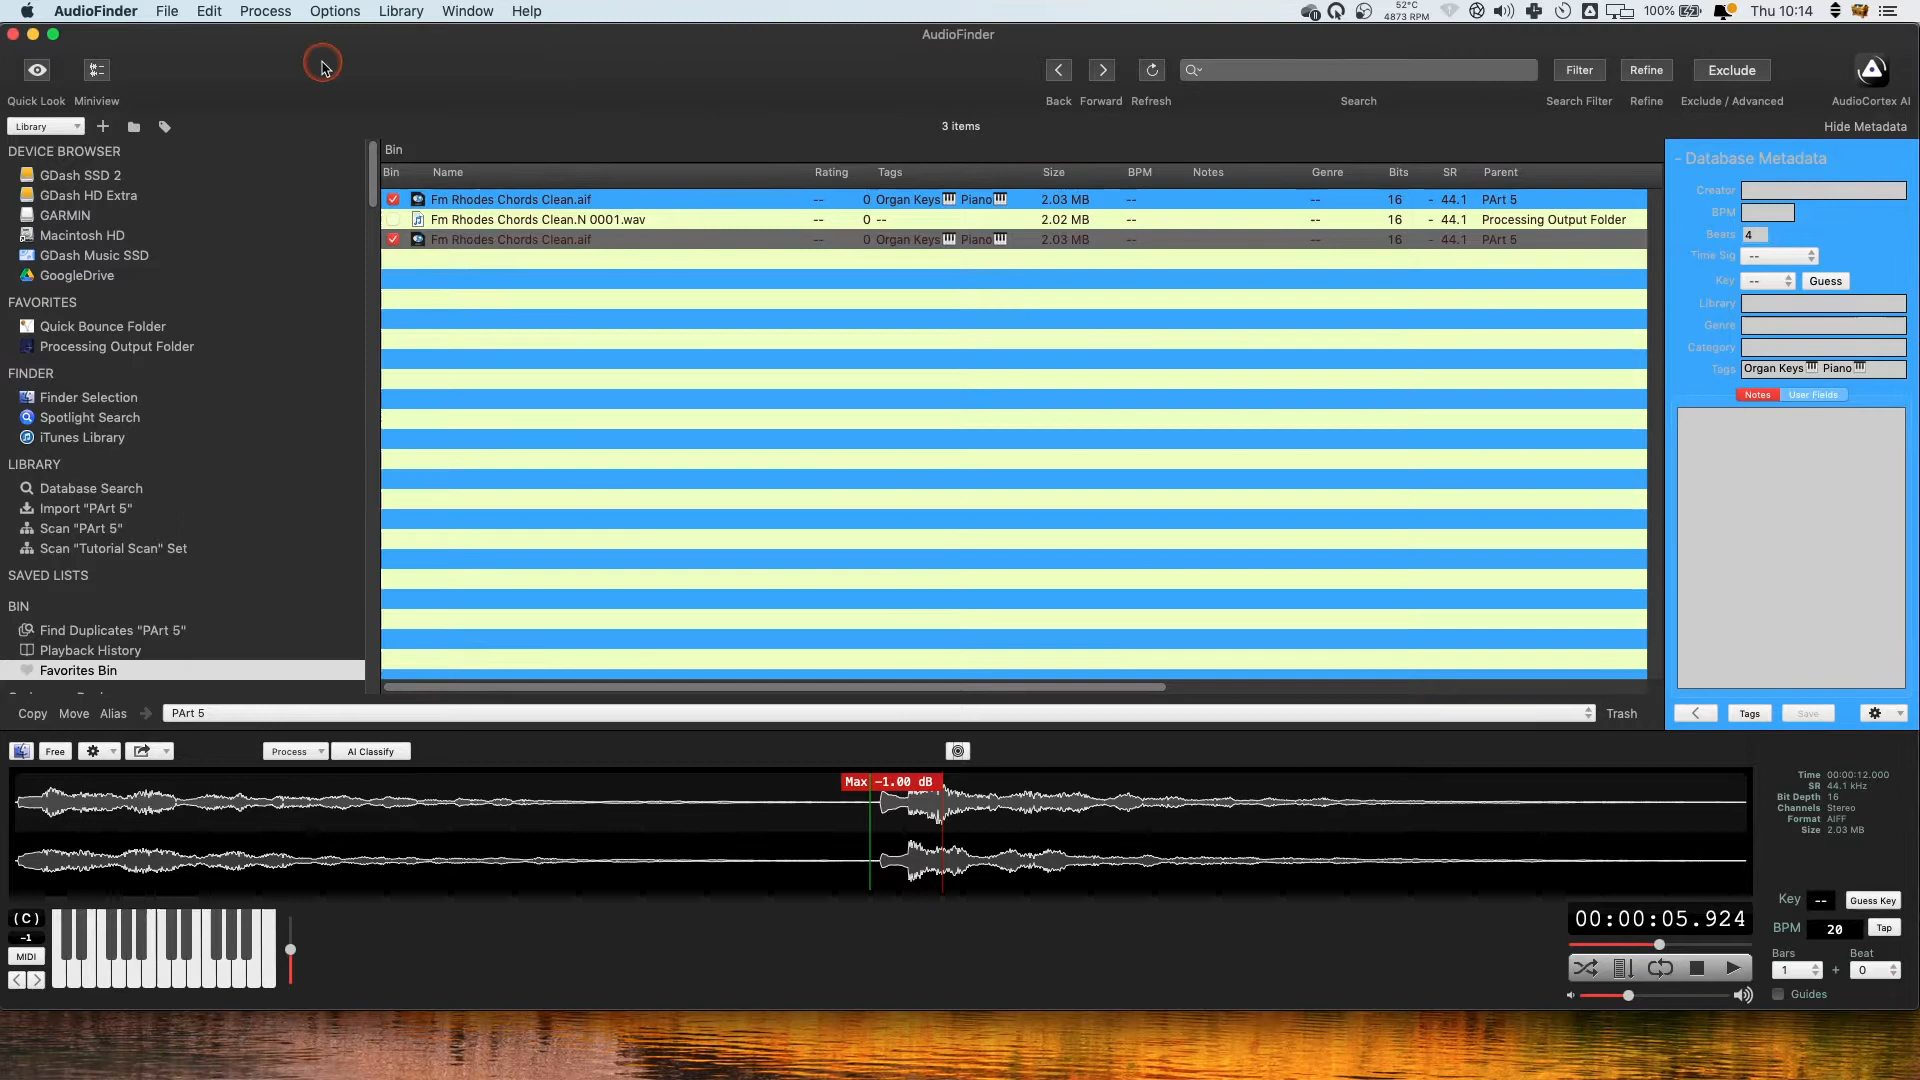 AudioFinder File Edit Process Options Library Window Help 52°C 4873 RPM 100% Thu 10:14
AudioFinder
Filter Refine Exclude
Quick Look Miniview Back Forward Refresh Search Search Filter Refine Exclude / Advanced AudioCortex AI
Library 3 items Hide Metadata
DEVICE BROWSER
GDash SSD 2
GDash HD Extra
GARMIN
Macintosh HD
GDash Music SSD
GoogleDrive
FAVORITES
Quick Bounce Folder
Processing Output Folder
FINDER
Finder Selection
Spotlight Search
iTunes Library
LIBRARY
Database Search
Import "PArt 5"
Scan "PArt 5"
Scan "Tutorial Scan" Set
SAVED LISTS
BIN
Find Duplicates "PArt 5"
Playback History
Favorites Bin
Bin
Bin Name Rating Tags Size BPM Notes Genre Bits SR Parent
Fm Rhodes Chords Clean.aif -- 0 Organ Keys🎹 Piano🎹 2.03 MB -- -- 16 - 44.1 PArt 5
Fm Rhodes Chords Clean.N 0001.wav -- 0 -- 2.02 MB -- -- 16 - 44.1 Processing Output Folder
Fm Rhodes Chords Clean.aif -- 0 Organ Keys🎹 Piano🎹 2.03 MB -- -- 16 - 44.1 PArt 5
- Database Metadata
Creator
BPM
Beats 4
Time Sig --
Key -- Guess
Library
Genre
Category
Tags Organ Keys🎹 Piano🎹
Notes User Fields
Tags Save
Copy Move Alias PArt 5 Trash
Free Process AI Classify
Max -1.00 dB
Time 00:00:12.000
SR 44.1 kHz
Bit Depth 16
Channels Stereo
Format AIFF
Size 2.03 MB
(C)
-1
MIDI
00:00:05.924
Key -- Guess Key
BPM 20 Tap
Bars Beat
1 + 0
Guides